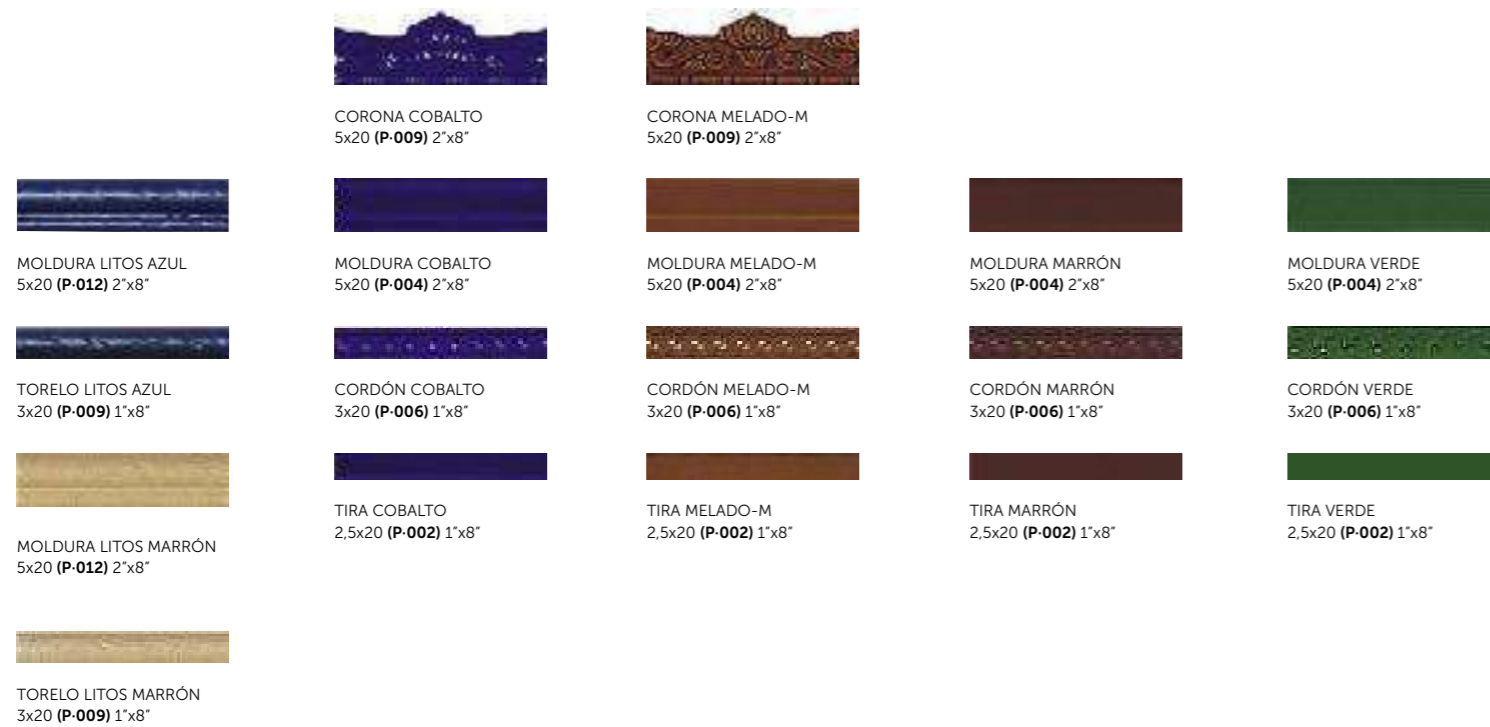 CORONA COBALTO
5x20 (P·009) 2"x8"
CORONA MELADO-M
5x20 (P·009) 2"x8"
MOLDURA LITOS AZUL
5x20 (P·012) 2"x8"
MOLDURA COBALTO
5x20 (P·004) 2"x8"
MOLDURA MELADO-M
5x20 (P·004) 2"x8"
MOLDURA MARRÓN
5x20 (P·004) 2"x8"
MOLDURA VERDE
5x20 (P·004) 2"x8"
TORELO LITOS AZUL
3x20 (P·009) 1"x8"
CORDÓN COBALTO
3x20 (P·006) 1"x8"
CORDÓN MELADO-M
3x20 (P·006) 1"x8"
CORDÓN MARRÓN
3x20 (P·006) 1"x8"
CORDÓN VERDE
3x20 (P·006) 1"x8"
MOLDURA LITOS MARRÓN
5x20 (P·012) 2"x8"
TIRA COBALTO
2,5x20 (P·002) 1"x8"
TIRA MELADO-M
2,5x20 (P·002) 1"x8"
TIRA MARRÓN
2,5x20 (P·002) 1"x8"
TIRA VERDE
2,5x20 (P·002) 1"x8"
TORELO LITOS MARRÓN
3x20 (P·009) 1"x8"